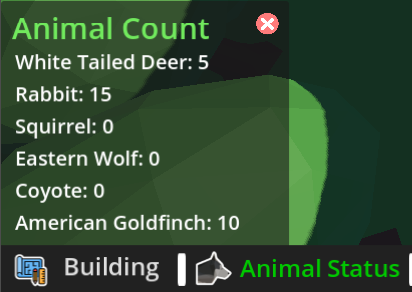 Animal Count
White Tailed Deer: 5
Rabbit: 15
Squirrel: 0
Eastern Wolf: 0
Coyote: 0
American Goldfinch: 10
Building
Animal Status